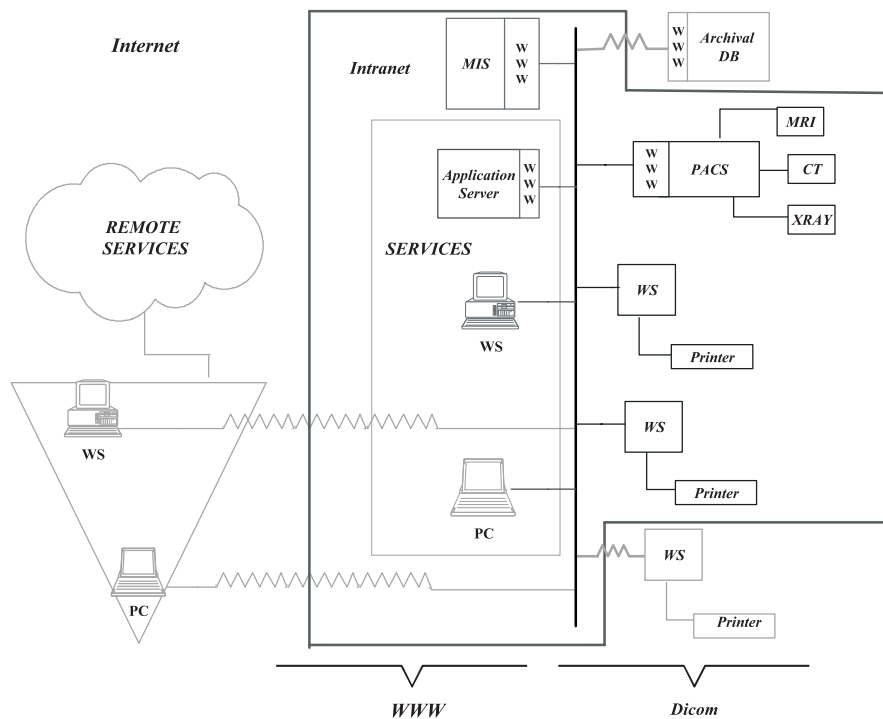 Internet
Intranet
MIS
W
W
W
W
W
W
Archival
DB
MRI
Application
Server
W
W
W
W
W
W
PACS
CT
XRAY
REMOTE
SERVICES
SERVICES
WS
WS
Printer
WS
WS
Printer
PC
PC
WS
Printer
WWW
Dicom